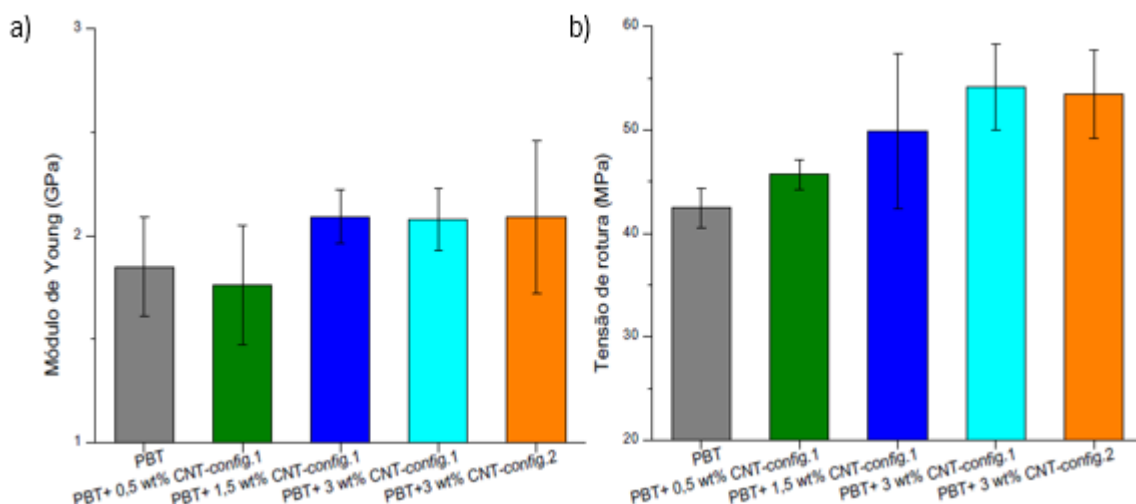 a)
Módulo de Young (GPa)
3
2
1
PBT
PBT+ 0,5 wt% CNT-config.1
PBT+ 1,5 wt% CNT-config.1
PBT+ 3 wt% CNT-config.1
PBT+3 wt% CNT-config.2
b)
Tensão de rotura (MPa)
60
50
40
30
20
PBT
PBT+ 0,5 wt% CNT-config.1
PBT+ 1,5 wt% CNT-config.1
PBT+ 3 wt% CNT-config.1
PBT+ 3 wt% CNT-config.2